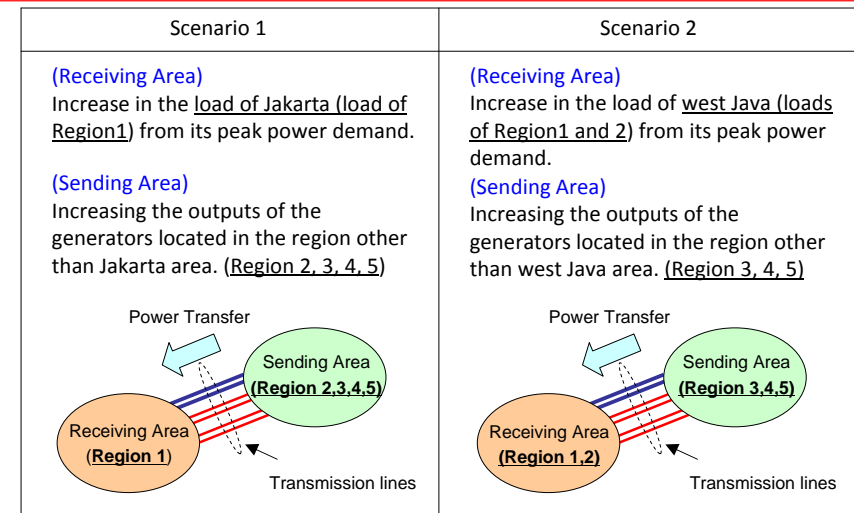 Scenario 1
(Receiving Area)
Increase in the load of Jakarta (load of
Region1) from its peak power demand.
(Sending Area)
Increasing the outputs of the
generators located in the region other
than Jakarta area. (Region 2, 3, 4, 5)
Power Transfer
Sending Area
(Region 2,3,4,5)
Receiving Area
(Region 1)
Transmission lines
Scenario 2
(Receiving Area)
Increase in the load of west Java (loads
of Region1 and 2) from its peak power
demand.
(Sending Area)
Increasing the outputs of the
generators located in the region other
than west Java area. (Region 3, 4, 5)
Power Transfer
Sending Area
(Region 3,4,5)
Receiving Area
(Region 1,2)
Transmission lines